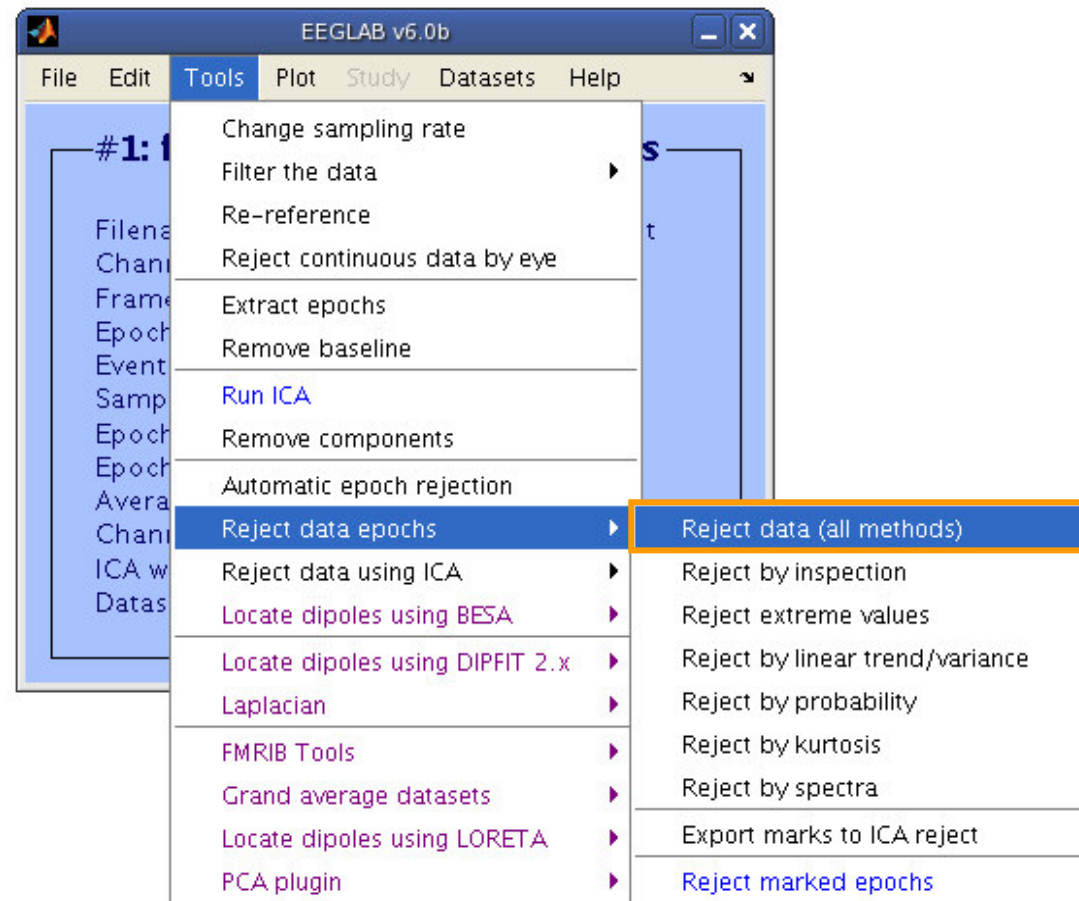 EEGLAB v6.0b
File Edit Tools Plot Study Datasets Help
#1:
Change sampling rate
Filter the data
Re-reference
Reject continuous data by eye
Extract epochs
Remove baseline
Run ICA
Remove components
Automatic epoch rejection
Reject data epochs
Reject data using ICA
Locate dipoles using BESA
Locate dipoles using DIPFIT 2.x
Laplacian
FMRIB Tools
Grand average datasets
Locate dipoles using LORETA
PCA plugin
Filena
Chan
Frame
Epoch
Event
Samp
Epoch
Epoch
Avera
Chan
ICA w
Datas
Reject data (all methods)
Reject by inspection
Reject extreme values
Reject by linear trend/variance
Reject by probability
Reject by kurtosis
Reject by spectra
Export marks to ICA reject
Reject marked epochs